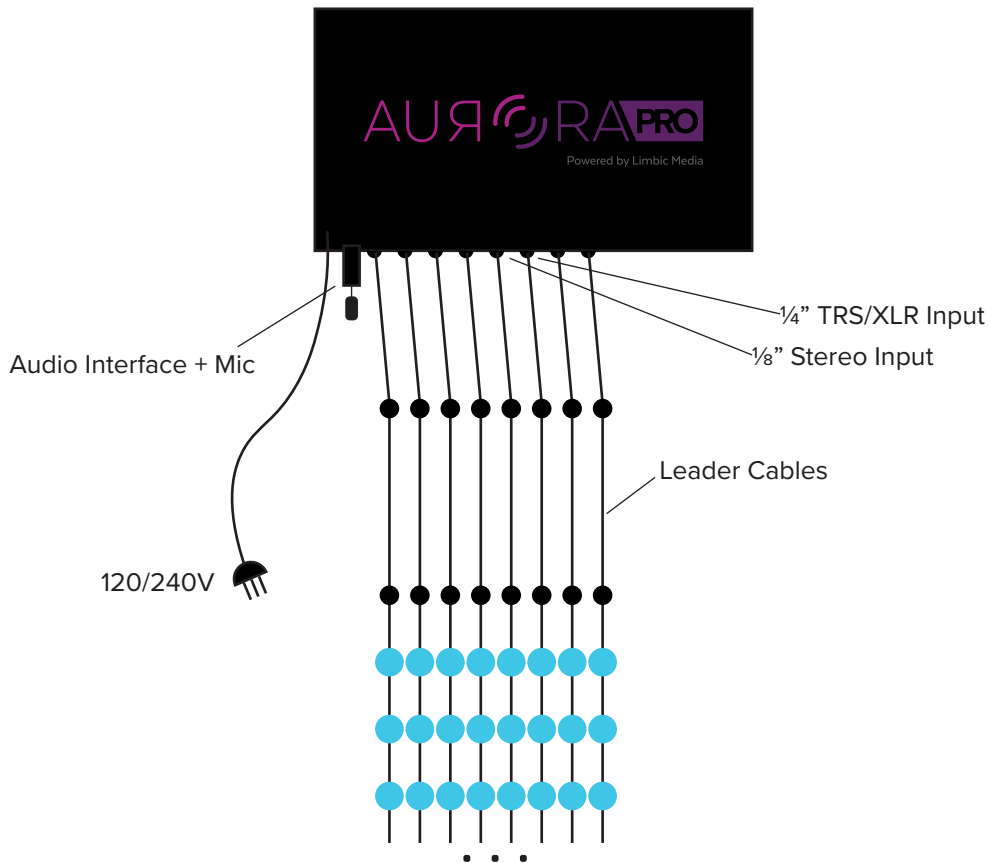 AUЯORA PRO
Powered by Limbic Media
¼” TRS/XLR Input
⅛” Stereo Input
Audio Interface + Mic
Leader Cables
120/240V